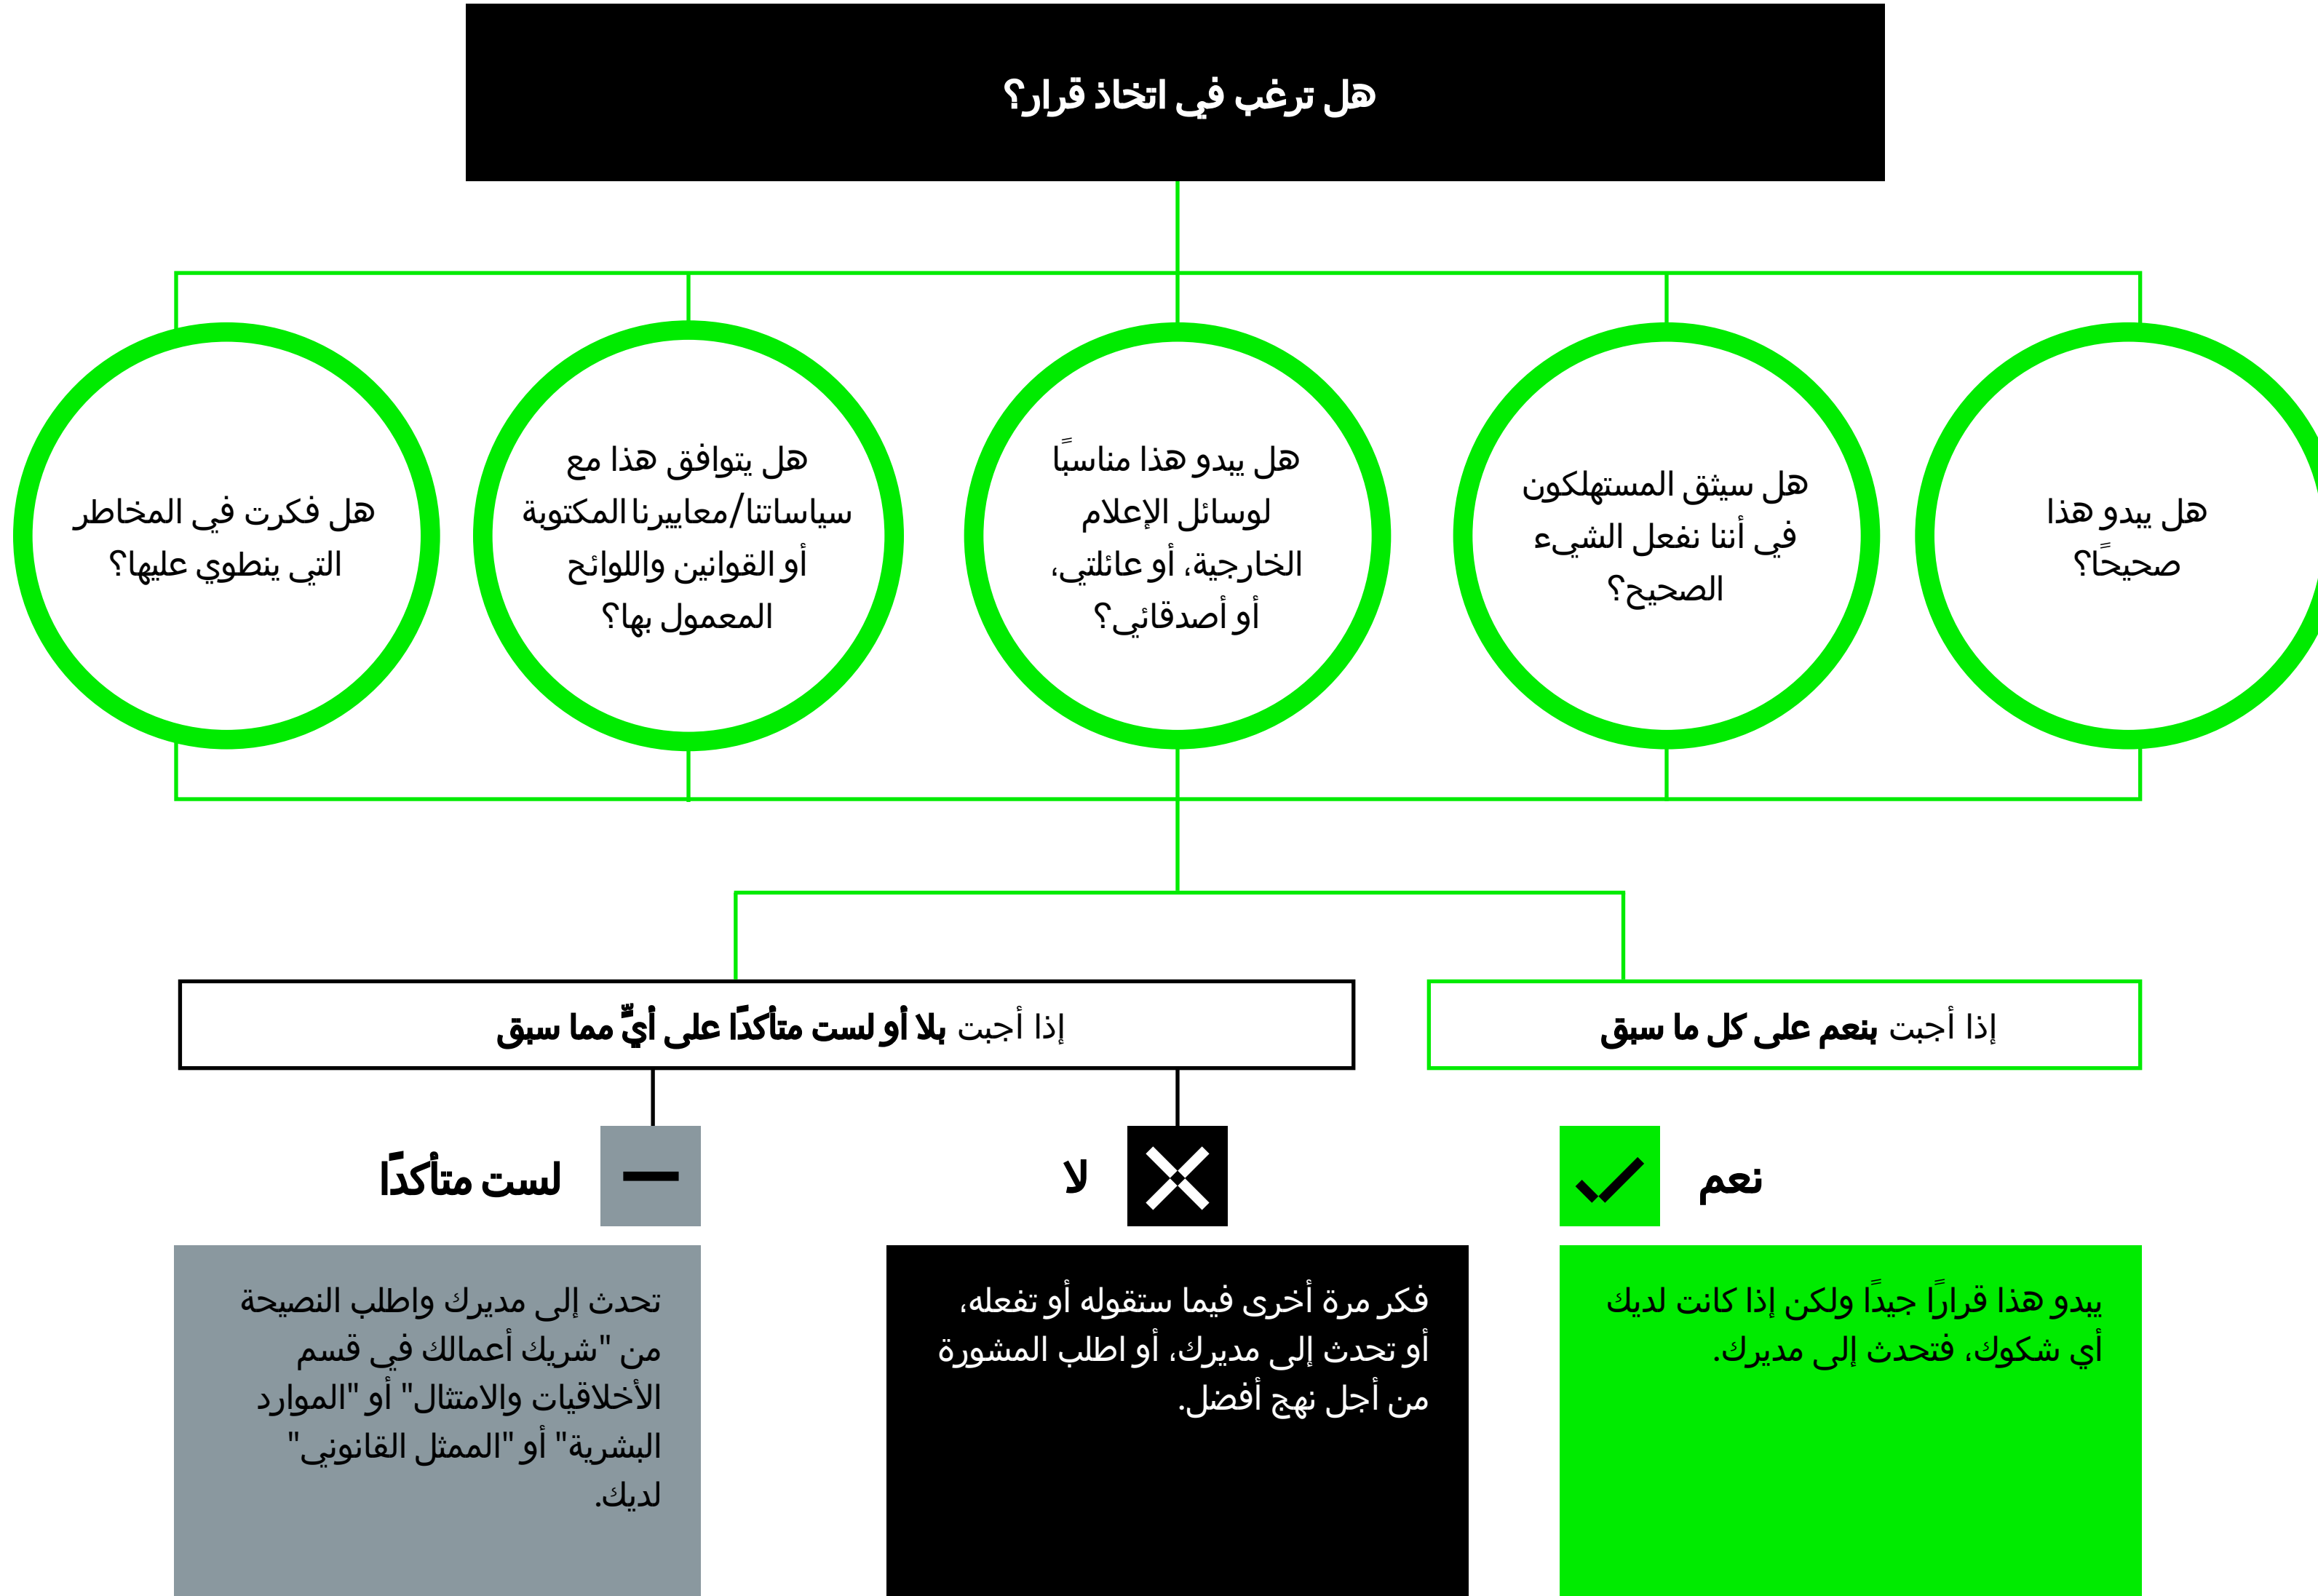 هل ترغب في اتخاذ قرار؟
هل يبدو هذا
صحيحًا؟
هل سيثق المستهلكون
في أننا نفعل الشيء
الصحيح؟
هل يبدو هذا مناسبًا
لوسائل الإعلام
الخارجية، أو عائلتي،
أو أصدقائي؟
هل يتوافق هذا مع
سياساتنا/معاييرنا المكتوبة
أو القوانين واللوائح
المعمول بها؟
هل فكرت في المخاطر
التي ينطوي عليها؟
إذا أجبت بنعم على كل ما سبق
إذا أجبت بلا أو لست متأكدًا على أيٍّ مما سبق
نعم
يبدو هذا قرارًا جيدًا ولكن إذا كانت لديك
أي شكوك، فتحدث إلى مديرك.
لا
فكر مرة أخرى فيما ستقوله أو تفعله،
أو تحدث إلى مديرك، أو اطلب المشورة
من أجل نهج أفضل.
لست متأكدًا
تحدث إلى مديرك واطلب النصيحة
من "شريك أعمالك في قسم
الأخلاقيات والامتثال" أو "الموارد
البشرية" أو "الممثل القانوني"
لديك.